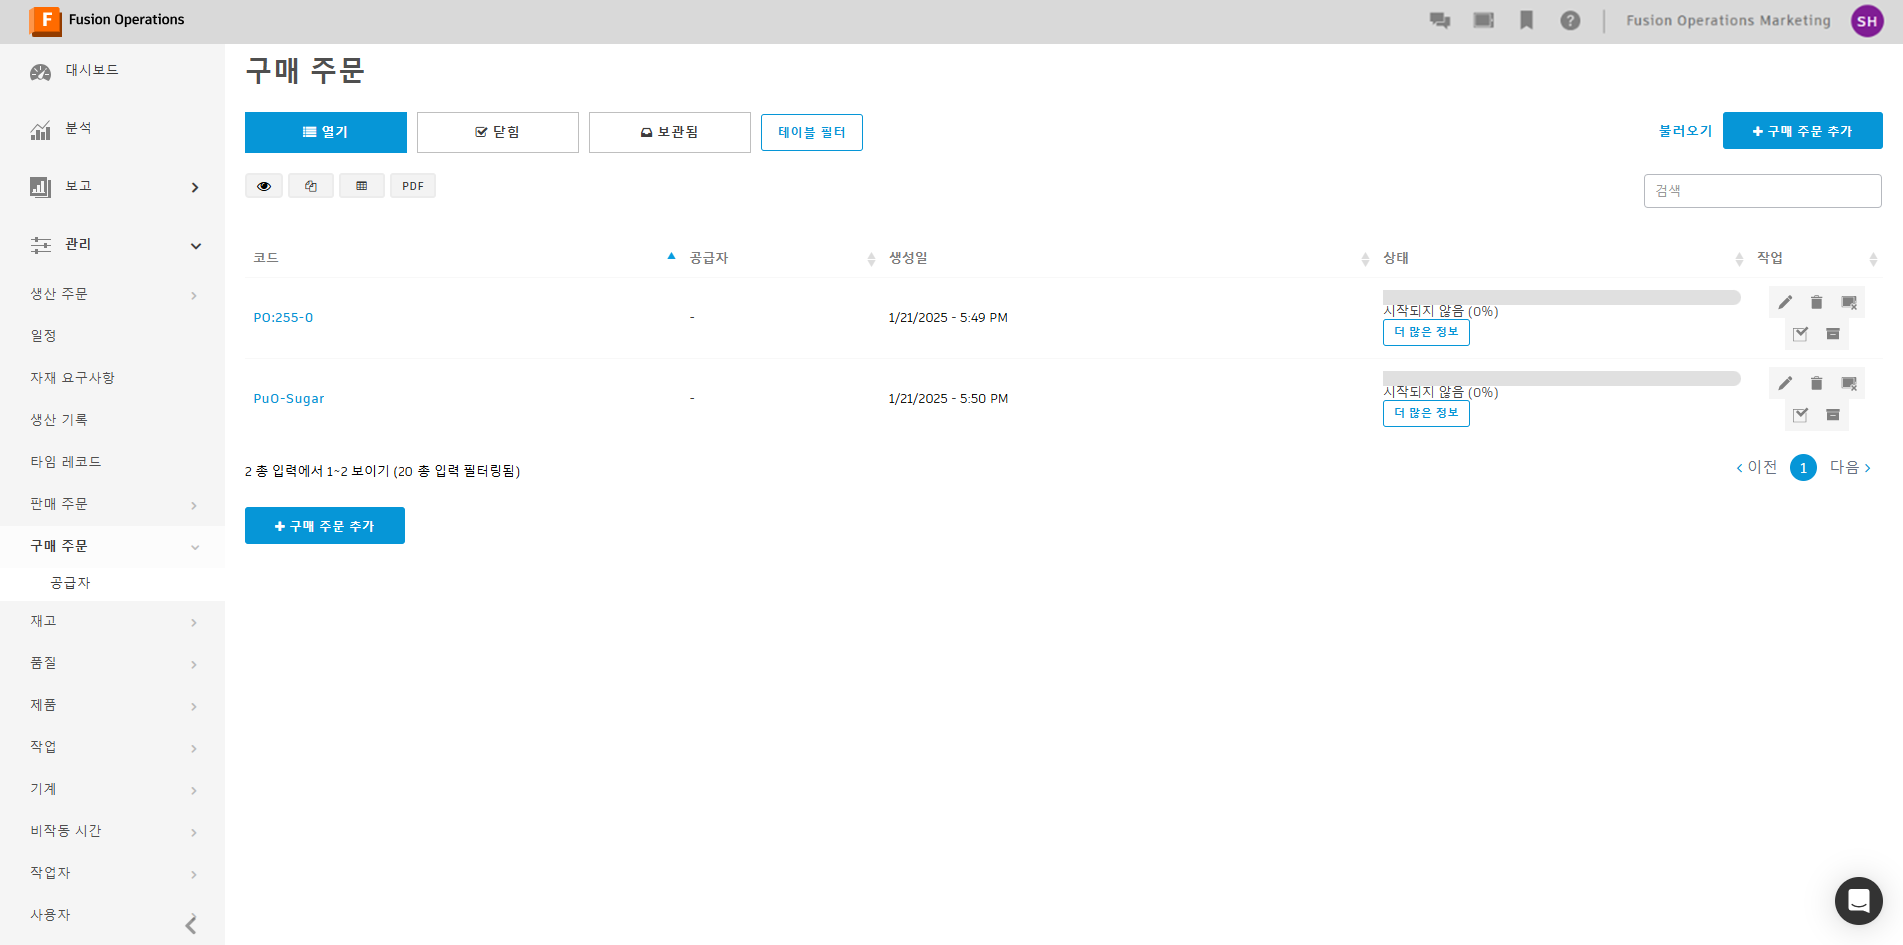 F Fusion Operations
Fusion Operations Marketing SH
대시보드
분석
보고
관리
생산 주문
일정
자재 요구사항
생산 기록
타임 레코드
판매 주문
구매 주문
공급자
재고
품질
제품
작업
기계
비작동 시간
작업자
사용자
구매 주문
열기 닫힘 보관됨 테이블 필터
불러오기 구매 주문 추가
PDF
검색
코드 공급자 생성일 상태 작업
PO:255-0 - 1/21/2025 - 5:49 PM 시작되지 않음 (0%)
더 많은 정보
PuO-Sugar - 1/21/2025 - 5:50 PM 시작되지 않음 (0%)
더 많은 정보
2 총 입력에서 1~2 보이기 (20 총 입력 필터링됨)
이전 1 다음
구매 주문 추가